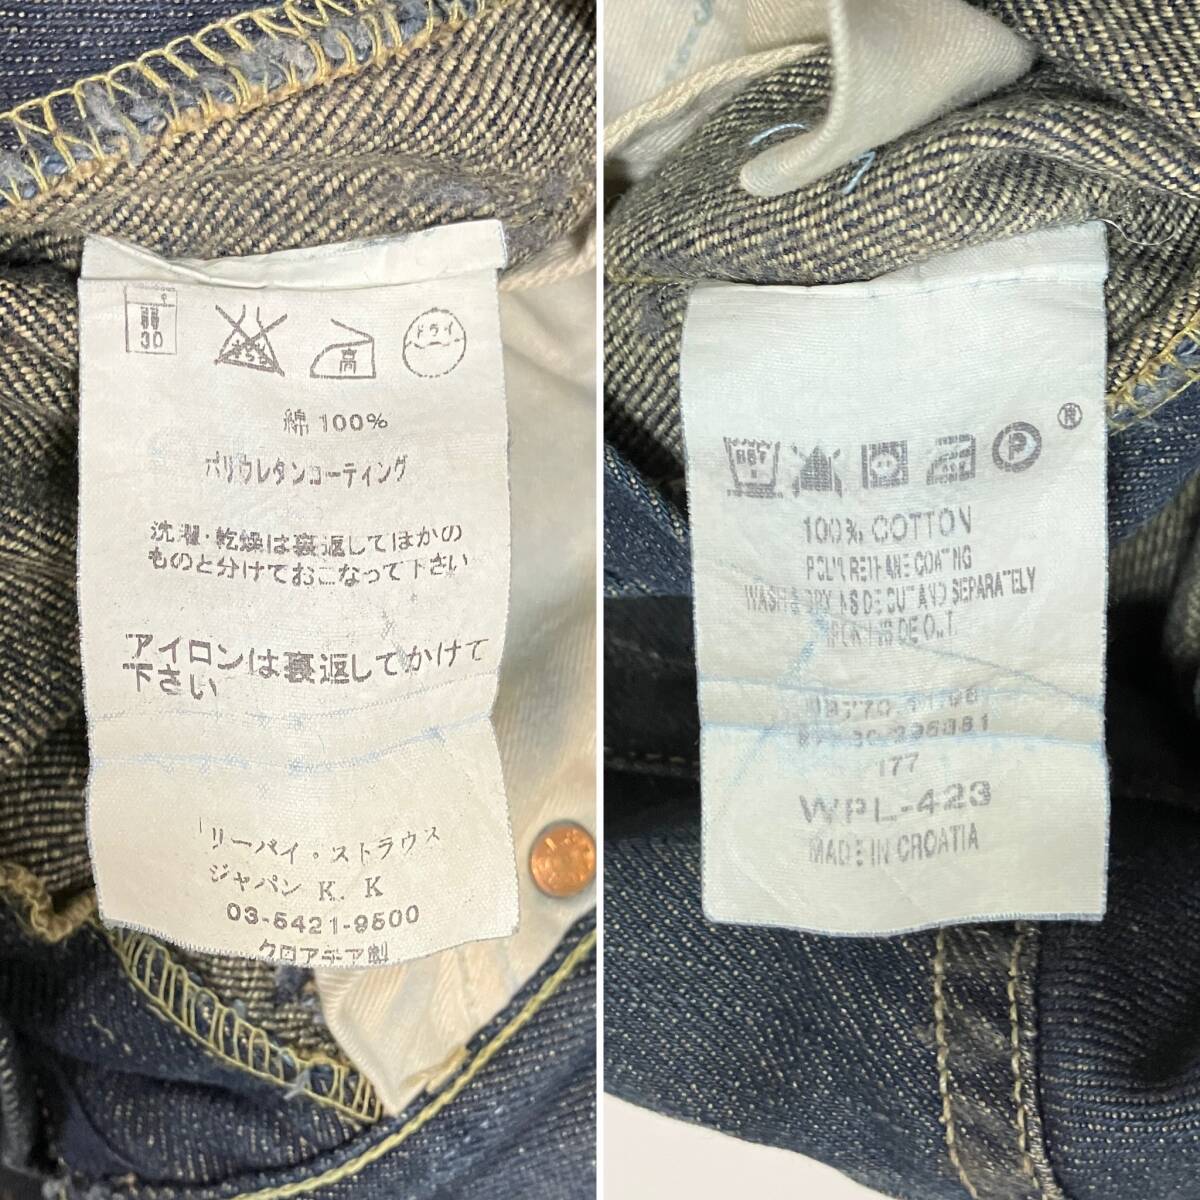 30
高
ドライ
綿 100%
ポリウレタンコーティング
洗濯・乾燥は裏返してほかの
ものと分けておこなって下さい
アイロンは裏返してかけて
下さい
リーバイ・ストラウス
ジャパン K. K
03-5421-9500
クロアチア製
P
®
100% COTTON
POLYURETHANE COATING
WASH & DRY INSIDE OUT AND SEPARATELY
IRON INSIDE OUT.
177
WPL-423
MADE IN CROATIA